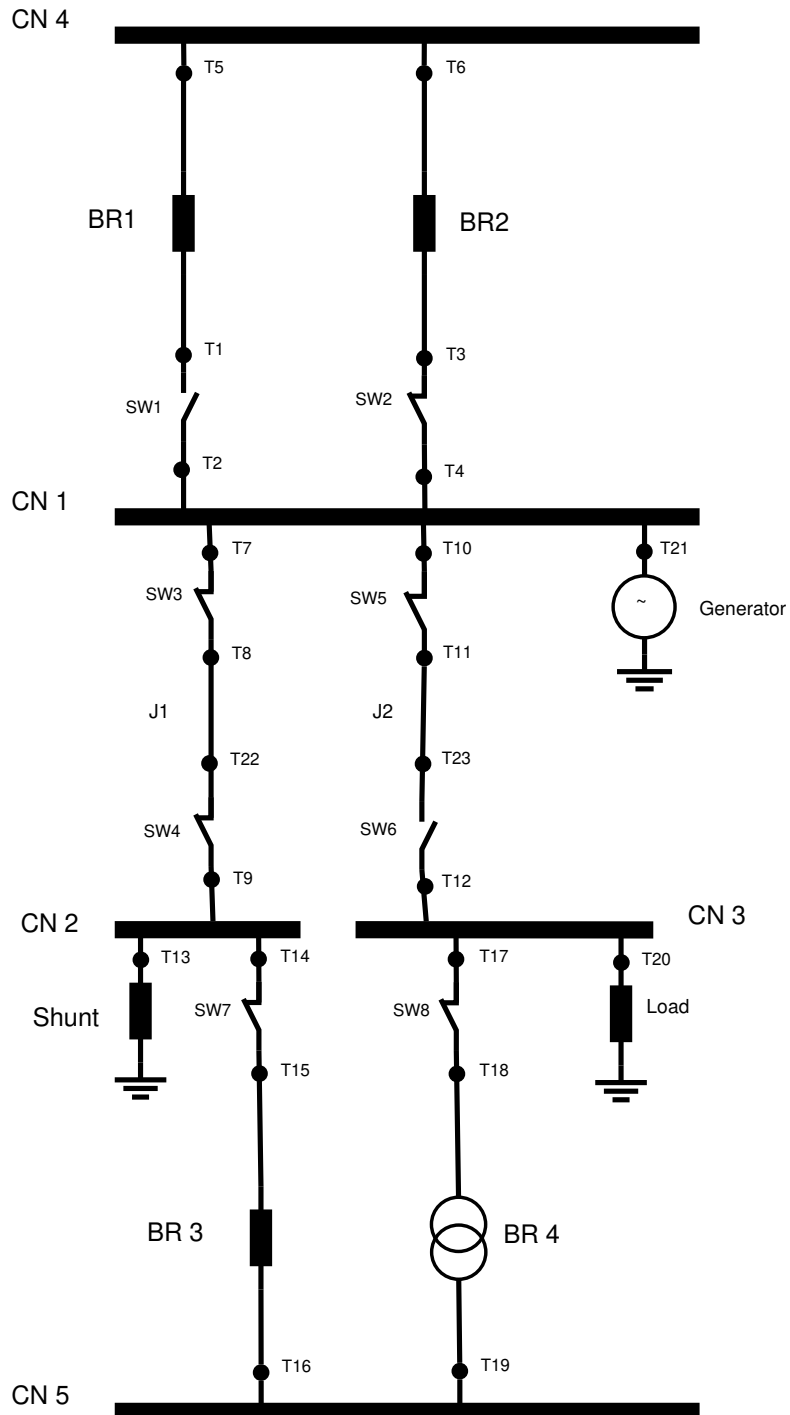 CN 4
T5
T6
BR1
BR2
T1
T3
SW1
SW2
T2
T4
CN 1
T7
T10
T21
SW3
SW5
~
Generator
T8
T11
J1
J2
T22
T23
SW4
SW6
T9
T12
CN 2
CN 3
T13
T14
T17
T20
Shunt
SW7
SW8
Load
T15
T18
BR 3
BR 4
T16
T19
CN 5